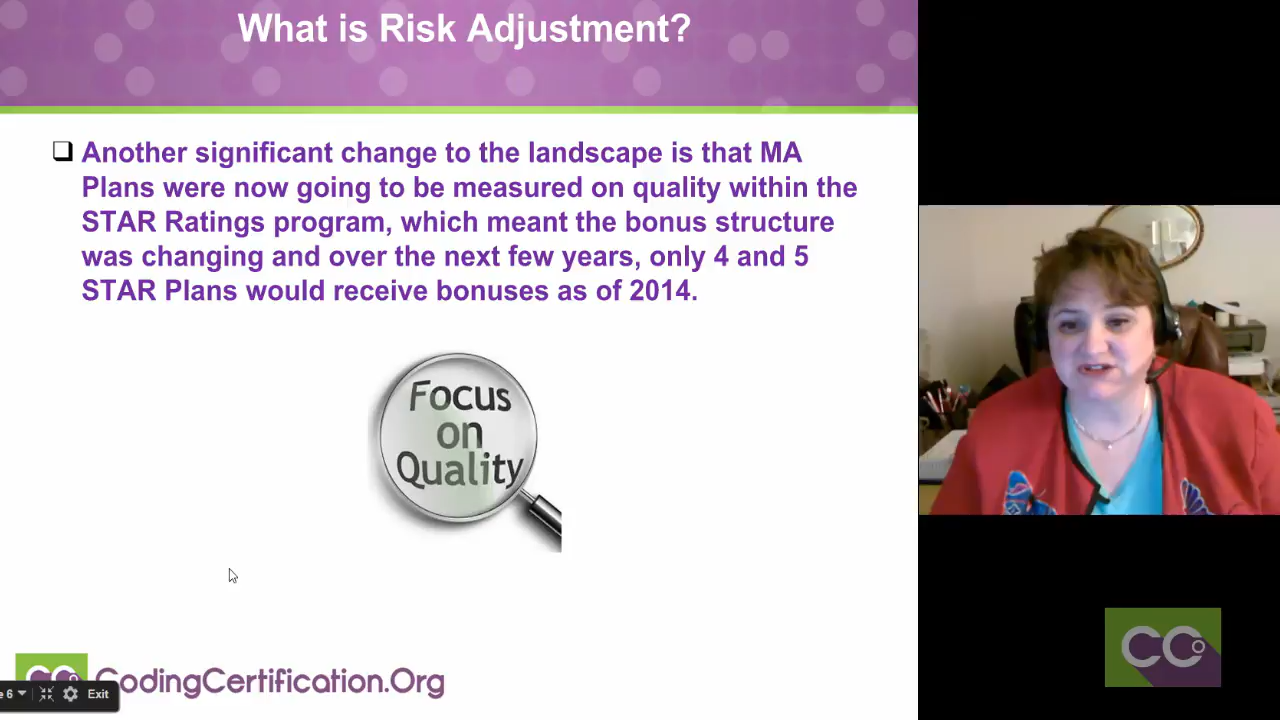 What is Risk Adjustment?
Another significant change to the landscape is that MA
Plans were now going to be measured on quality within the
STAR Ratings program, which meant the bonus structure
was changing and over the next few years, only 4 and 5
STAR Plans would receive bonuses as of 2014.
Focus
on
Quality
CodingCertification.Org
e 6
Exit
CCo